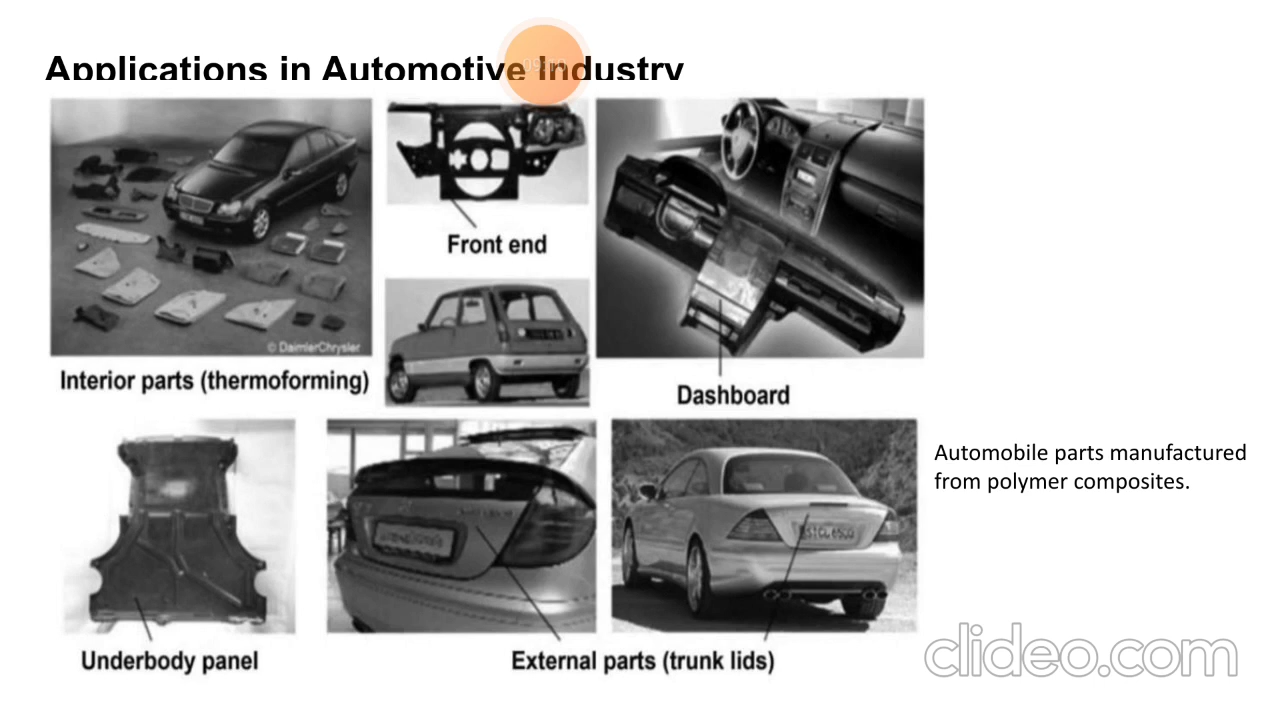 Applications in Automotive Industry
© DaimlerChrysler
Front end
Interior parts (thermoforming)
Dashboard
Automobile parts manufactured
from polymer composites.
Underbody panel
External parts (trunk lids)
clideo.com